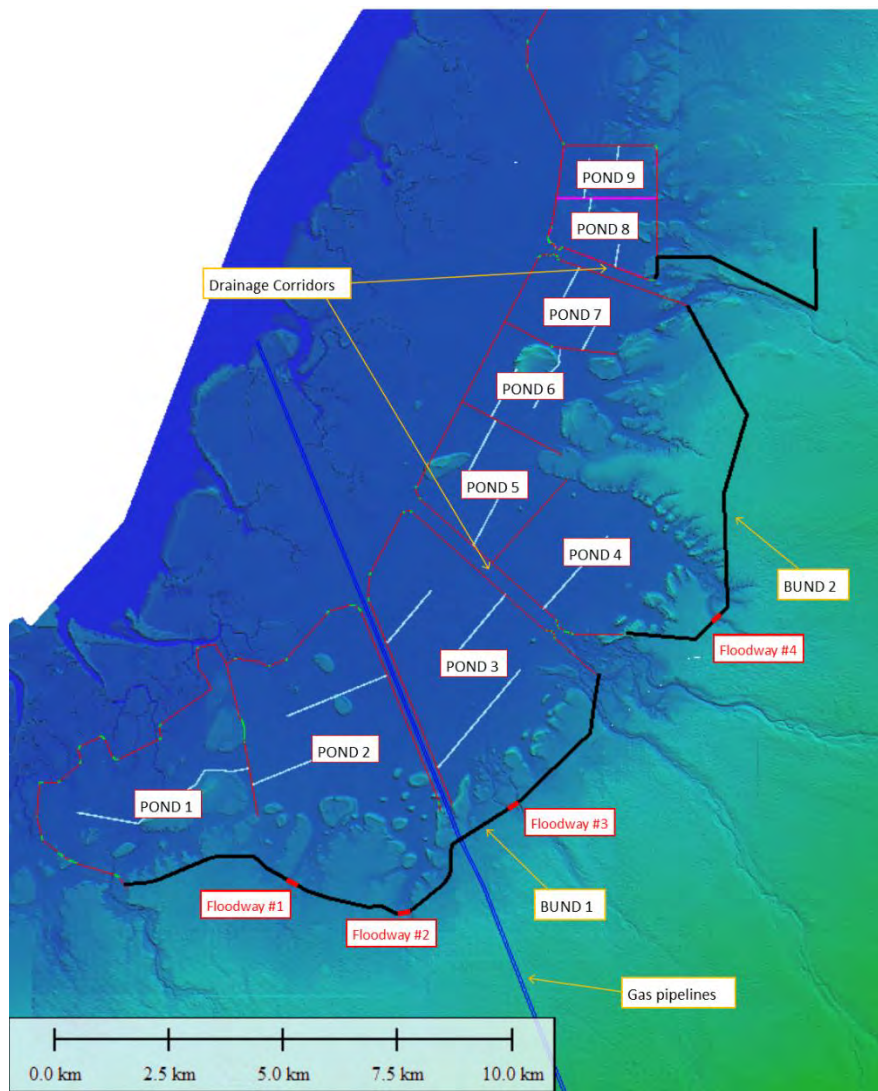 POND 9
POND 8
Drainage Corridors
POND 7
POND 6
POND 5
POND 4
BUND 2
Floodway #4
POND 3
POND 2
POND 1
Floodway #3
BUND 1
Floodway #1
Floodway #2
Gas pipelines
0.0 km 2.5 km 5.0 km 7.5 km 10.0 km